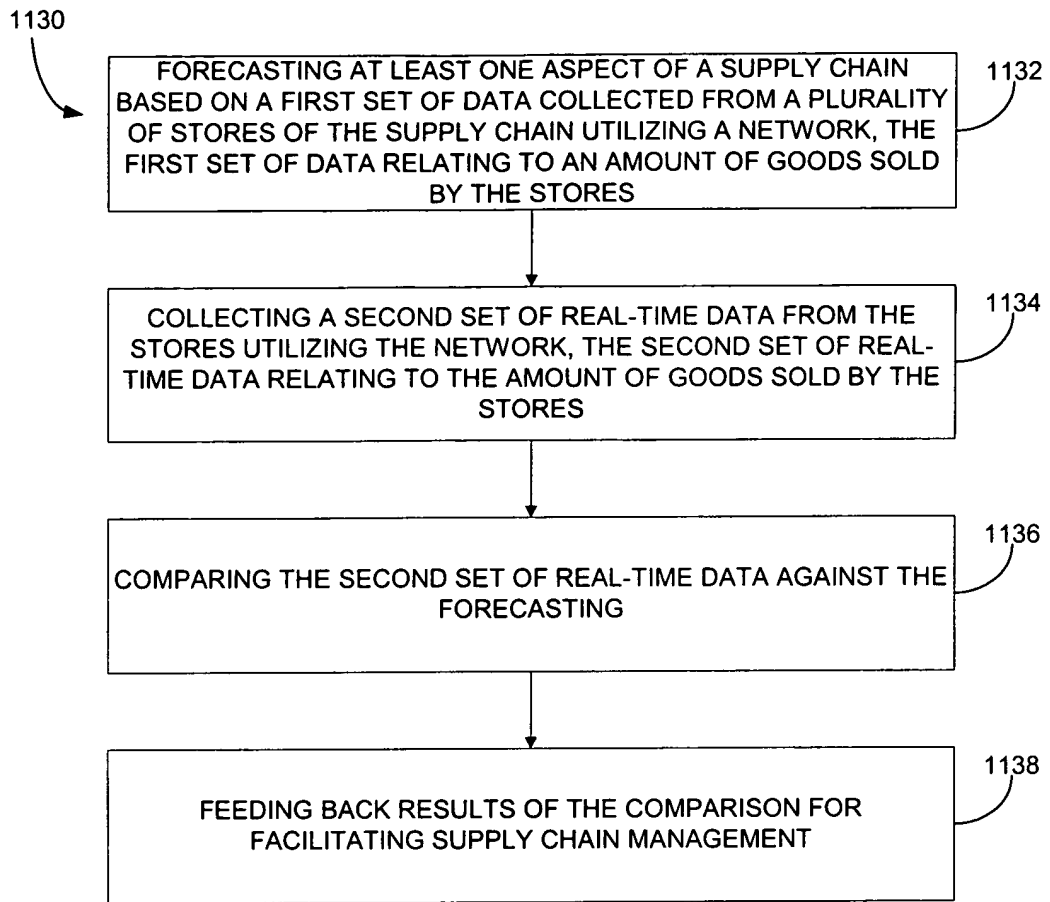 1130
FORECASTING AT LEAST ONE ASPECT OF A SUPPLY CHAIN
BASED ON A FIRST SET OF DATA COLLECTED FROM A PLURALITY
OF STORES OF THE SUPPLY CHAIN UTILIZING A NETWORK, THE
FIRST SET OF DATA RELATING TO AN AMOUNT OF GOODS SOLD
BY THE STORES
1132
COLLECTING A SECOND SET OF REAL-TIME DATA FROM THE
STORES UTILIZING THE NETWORK, THE SECOND SET OF REAL-
TIME DATA RELATING TO THE AMOUNT OF GOODS SOLD BY THE
STORES
1134
COMPARING THE SECOND SET OF REAL-TIME DATA AGAINST THE
FORECASTING
1136
FEEDING BACK RESULTS OF THE COMPARISON FOR
FACILITATING SUPPLY CHAIN MANAGEMENT
1138